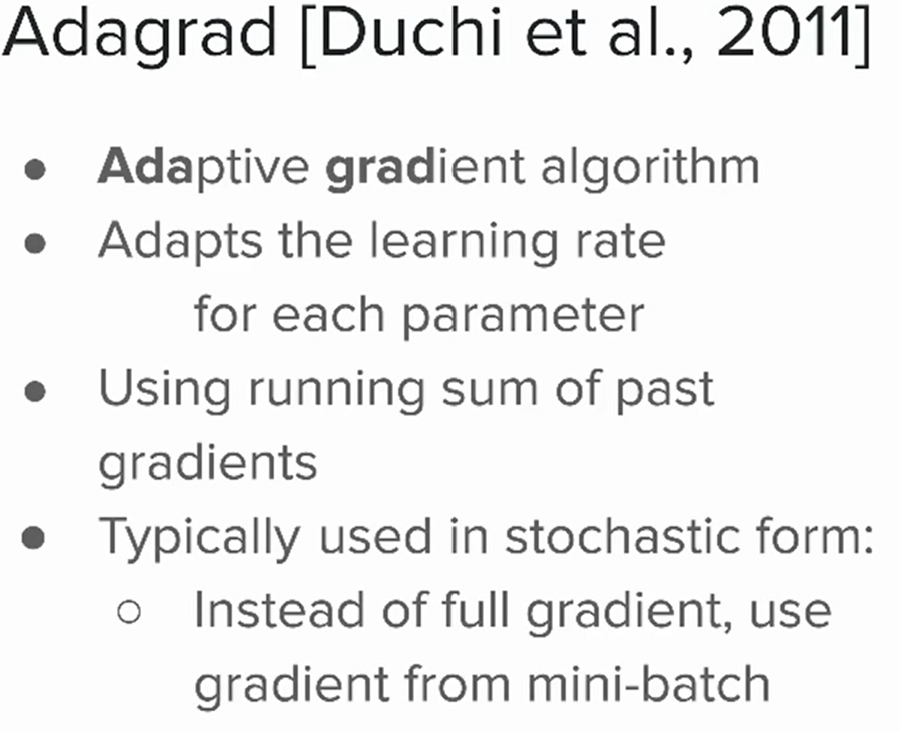 Adagrad [Duchi et al., 2011]
● Adaptive gradient algorithm
● Adapts the learning rate
for each parameter
● Using running sum of past
gradients
● Typically used in stochastic form:
○ Instead of full gradient, use
gradient from mini-batch